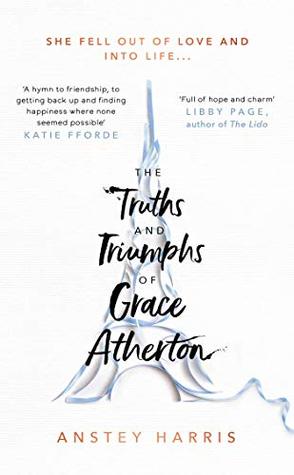 SHE FELL OUT OF LOVE AND
INTO LIFE...
'A hymn to friendship, to
getting back up and finding
happiness where none
seemed possible'
KATIE FFORDE
'Full of hope and charm'
LIBBY PAGE,
author of The Lido
THE
Truths
AND
Triumphs
OF
Grace
Atherton
ANSTEY HARRIS